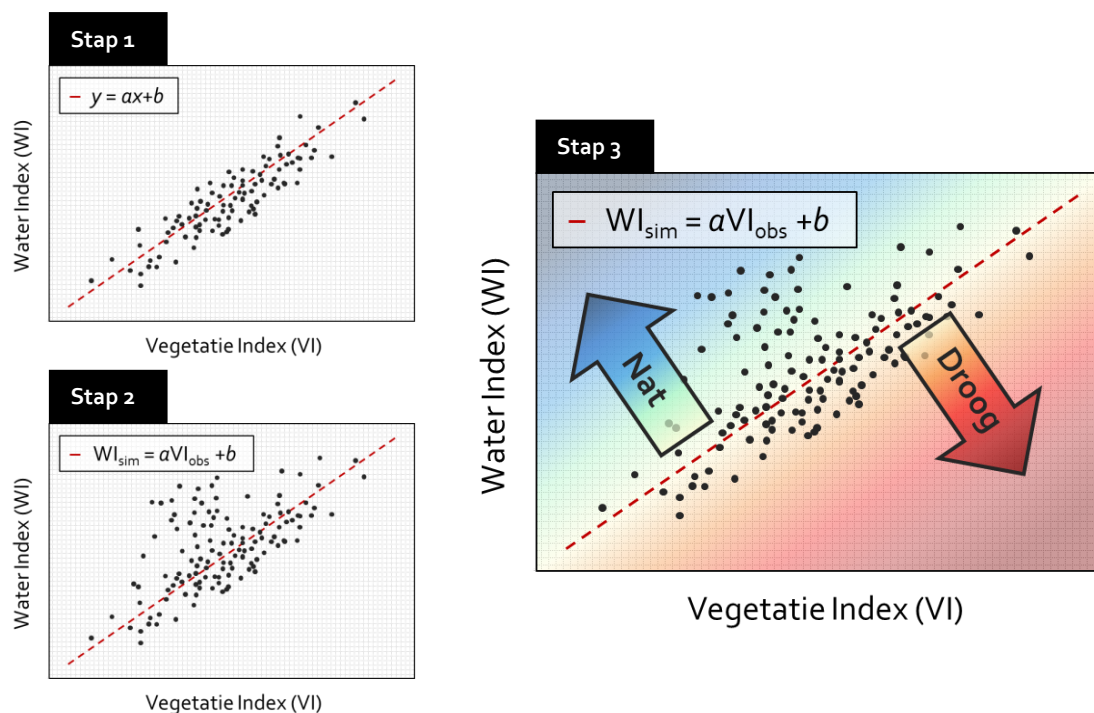 Stap 1
– y = ax+b
Water Index (WI)
Vegetatie Index (VI)
Stap 2
– WIsim = aVIobs +b
Water Index (WI)
Vegetatie Index (VI)
Stap 3
– WIsim = aVIobs +b
Nat
Droog
Water Index (WI)
Vegetatie Index (VI)